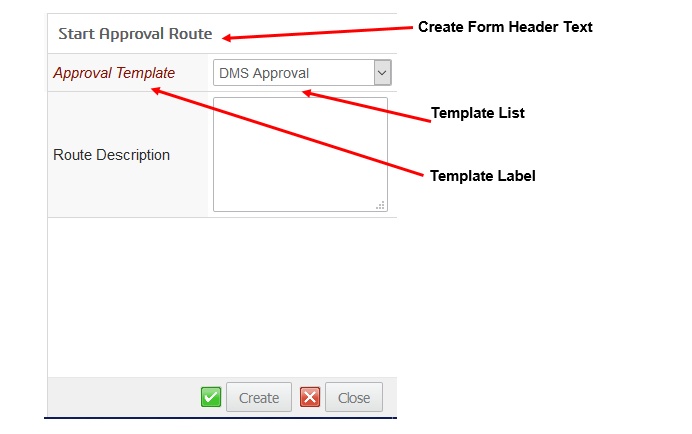 Start Approval Route
Create Form Header Text
Approval Template
DMS Approval
Template List
Route Description
Template Label
Create
Close